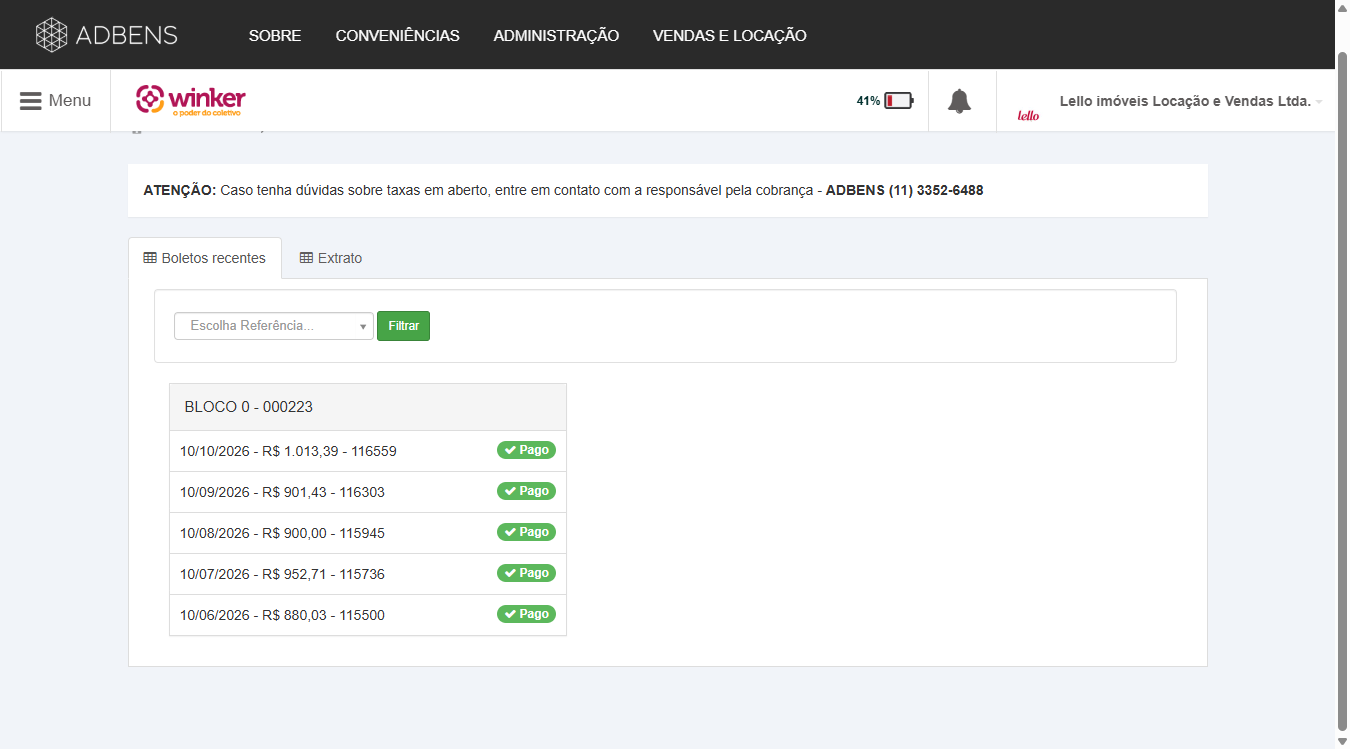 ADBENS
SOBRE CONVENIÊNCIAS ADMINISTRAÇÃO VENDAS E LOCAÇÃO
Menu
winker
o poder do coletivo
41%
lello
Lello imóveis Locação e Vendas Ltda.
ATENÇÃO: Caso tenha dúvidas sobre taxas em aberto, entre em contato com a responsável pela cobrança - ADBENS (11) 3352-6488
Boletos recentes
Extrato
Escolha Referência...
Filtrar
BLOCO 0 - 000223
10/10/2026 - R$ 1.013,39 - 116559 Pago
10/09/2026 - R$ 901,43 - 116303 Pago
10/08/2026 - R$ 900,00 - 115945 Pago
10/07/2026 - R$ 952,71 - 115736 Pago
10/06/2026 - R$ 880,03 - 115500 Pago